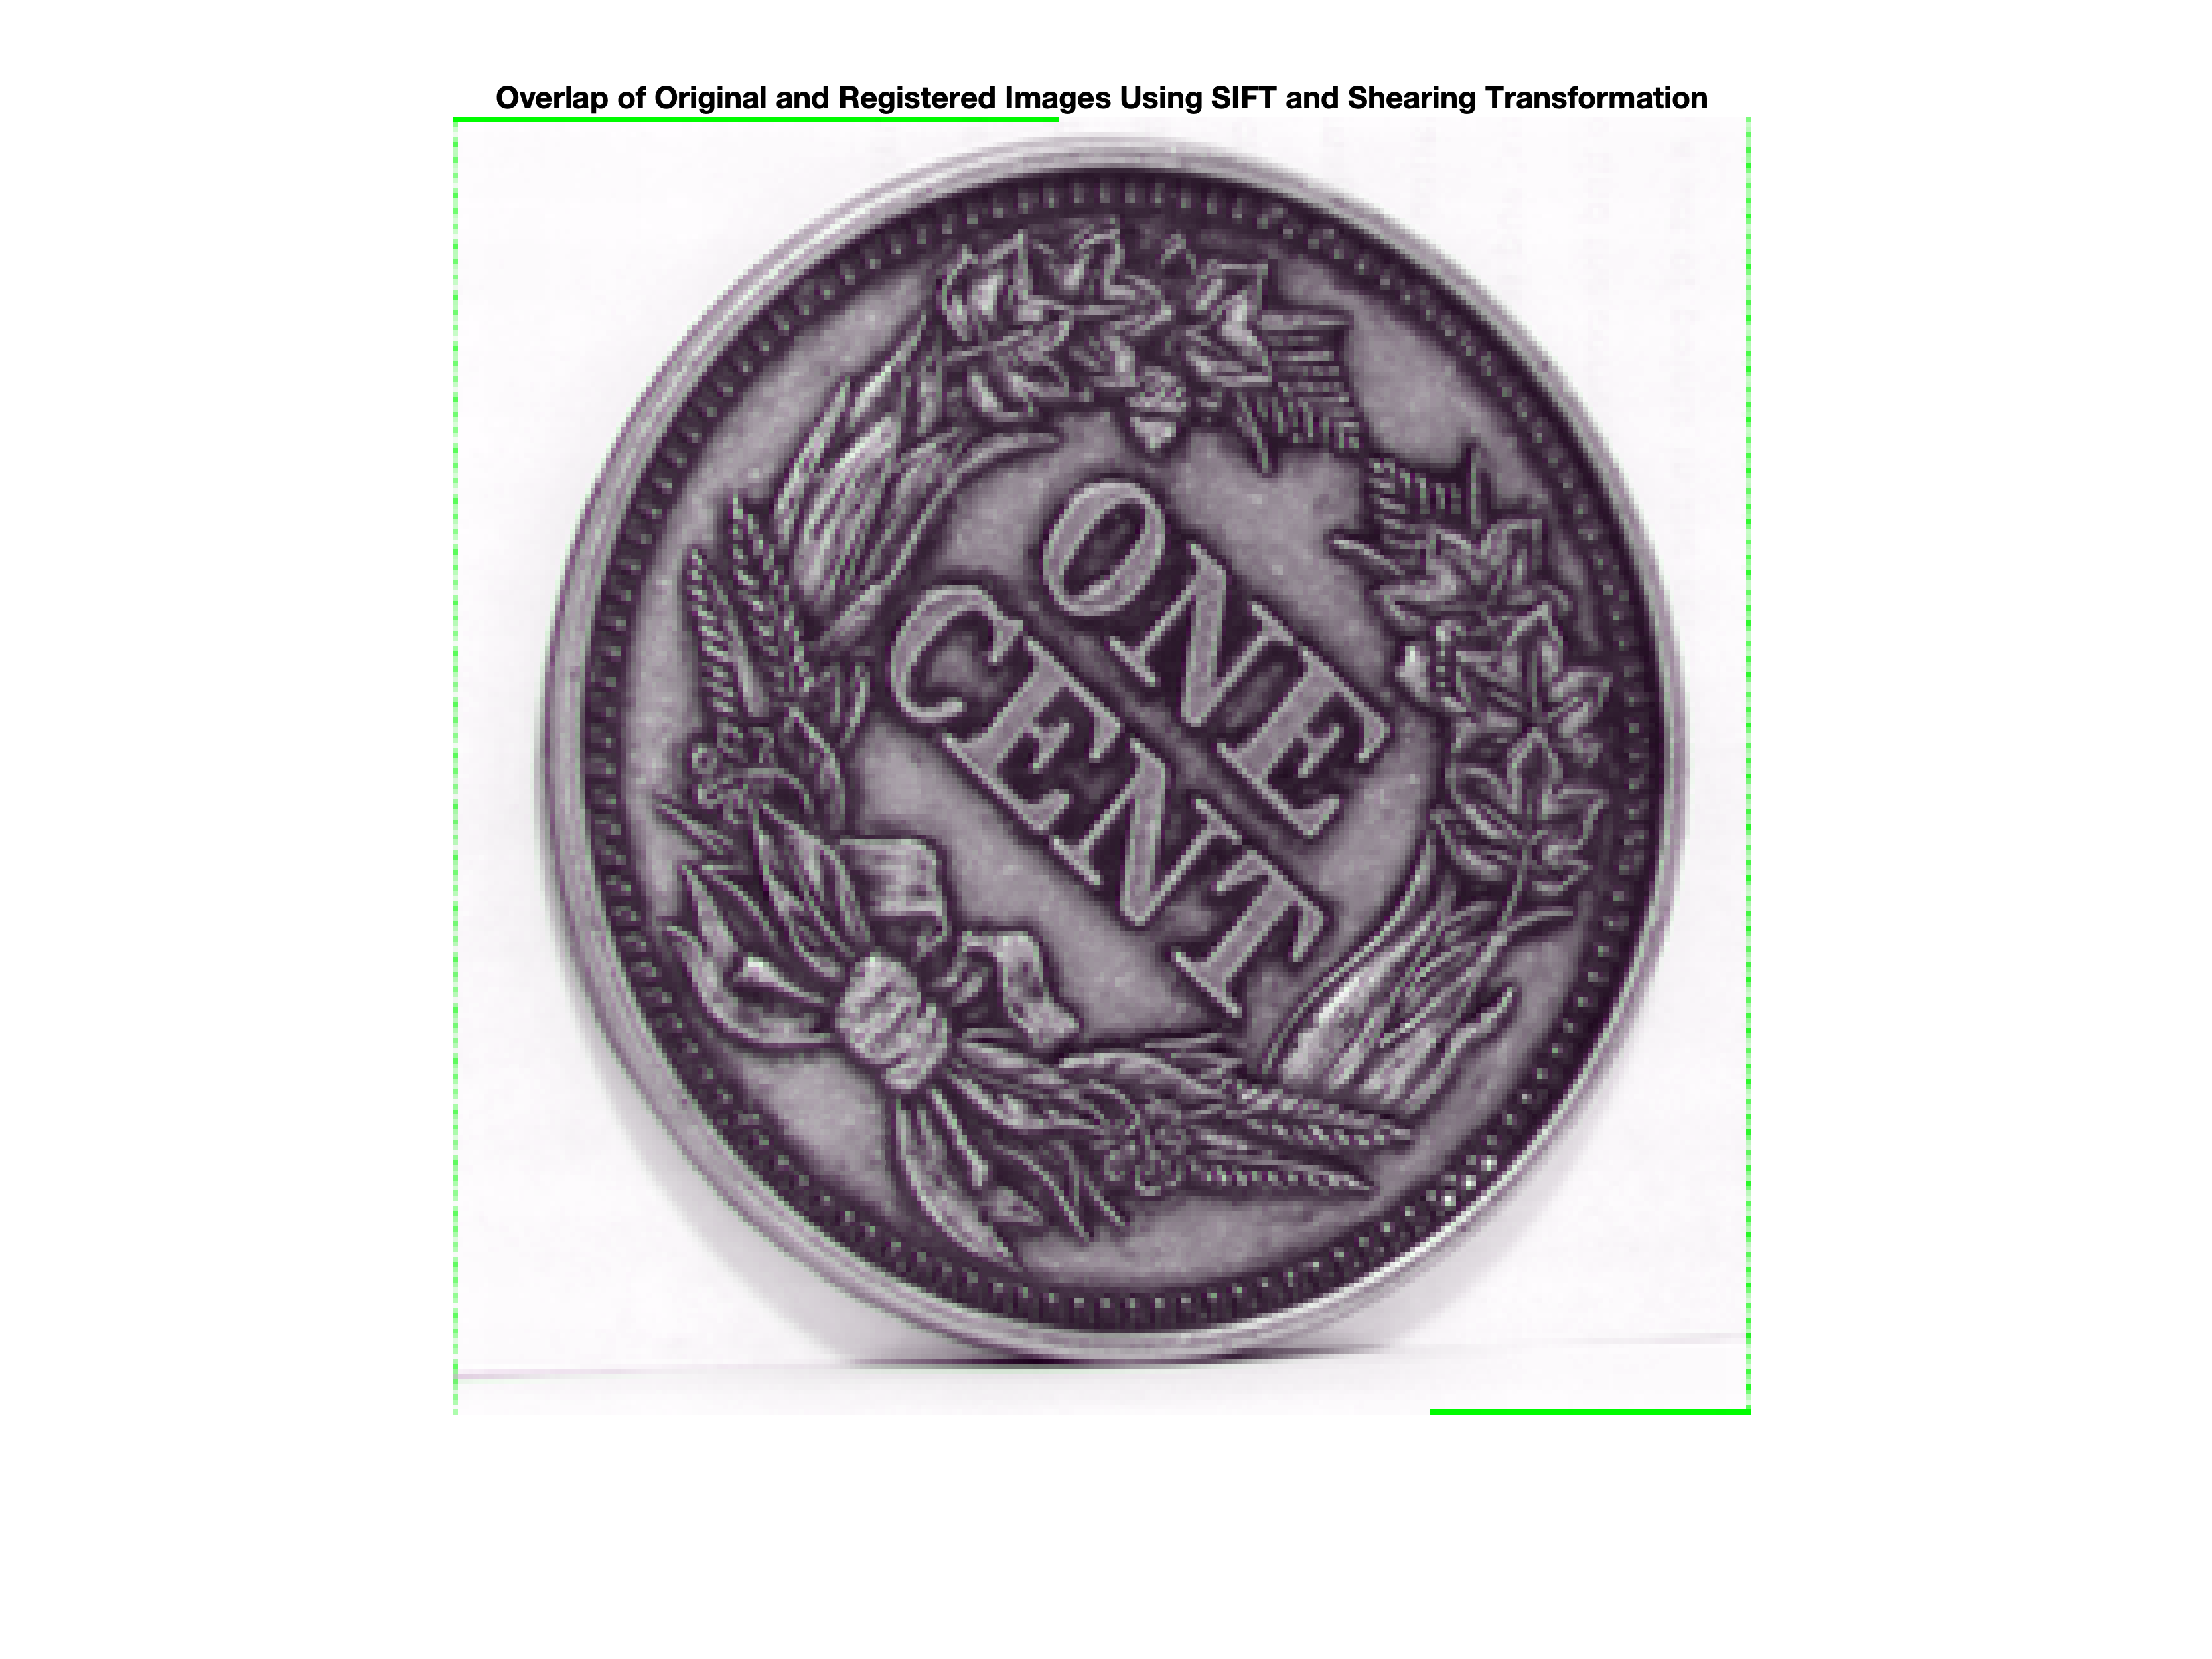 Overlap of Original and Registered Images Using SIFT and Shearing Transformation
ONE
CENT